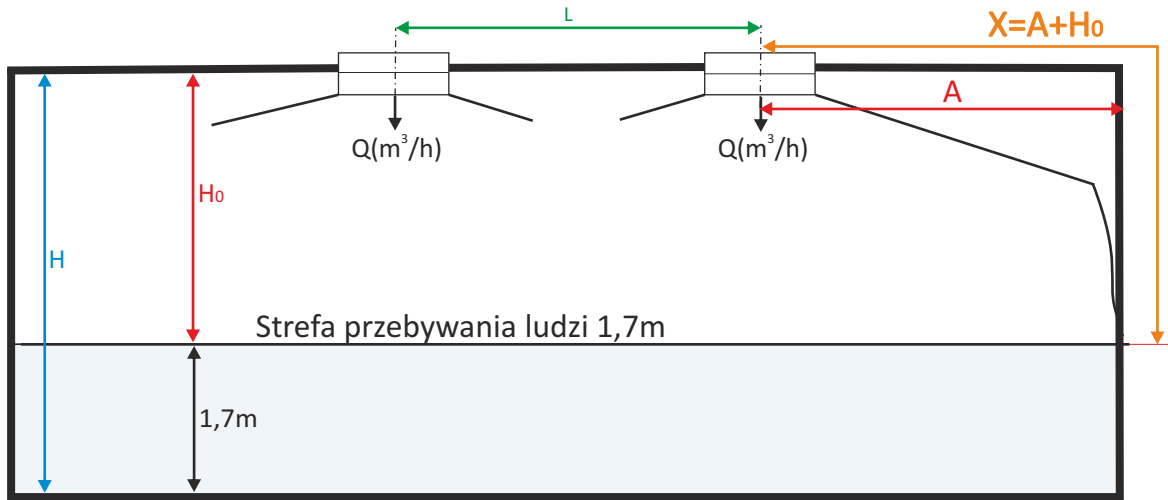 L
X=A+H₀
A
Q(m³/h)
Q(m³/h)
H₀
H
Strefa przebywania ludzi 1,7m
1,7m